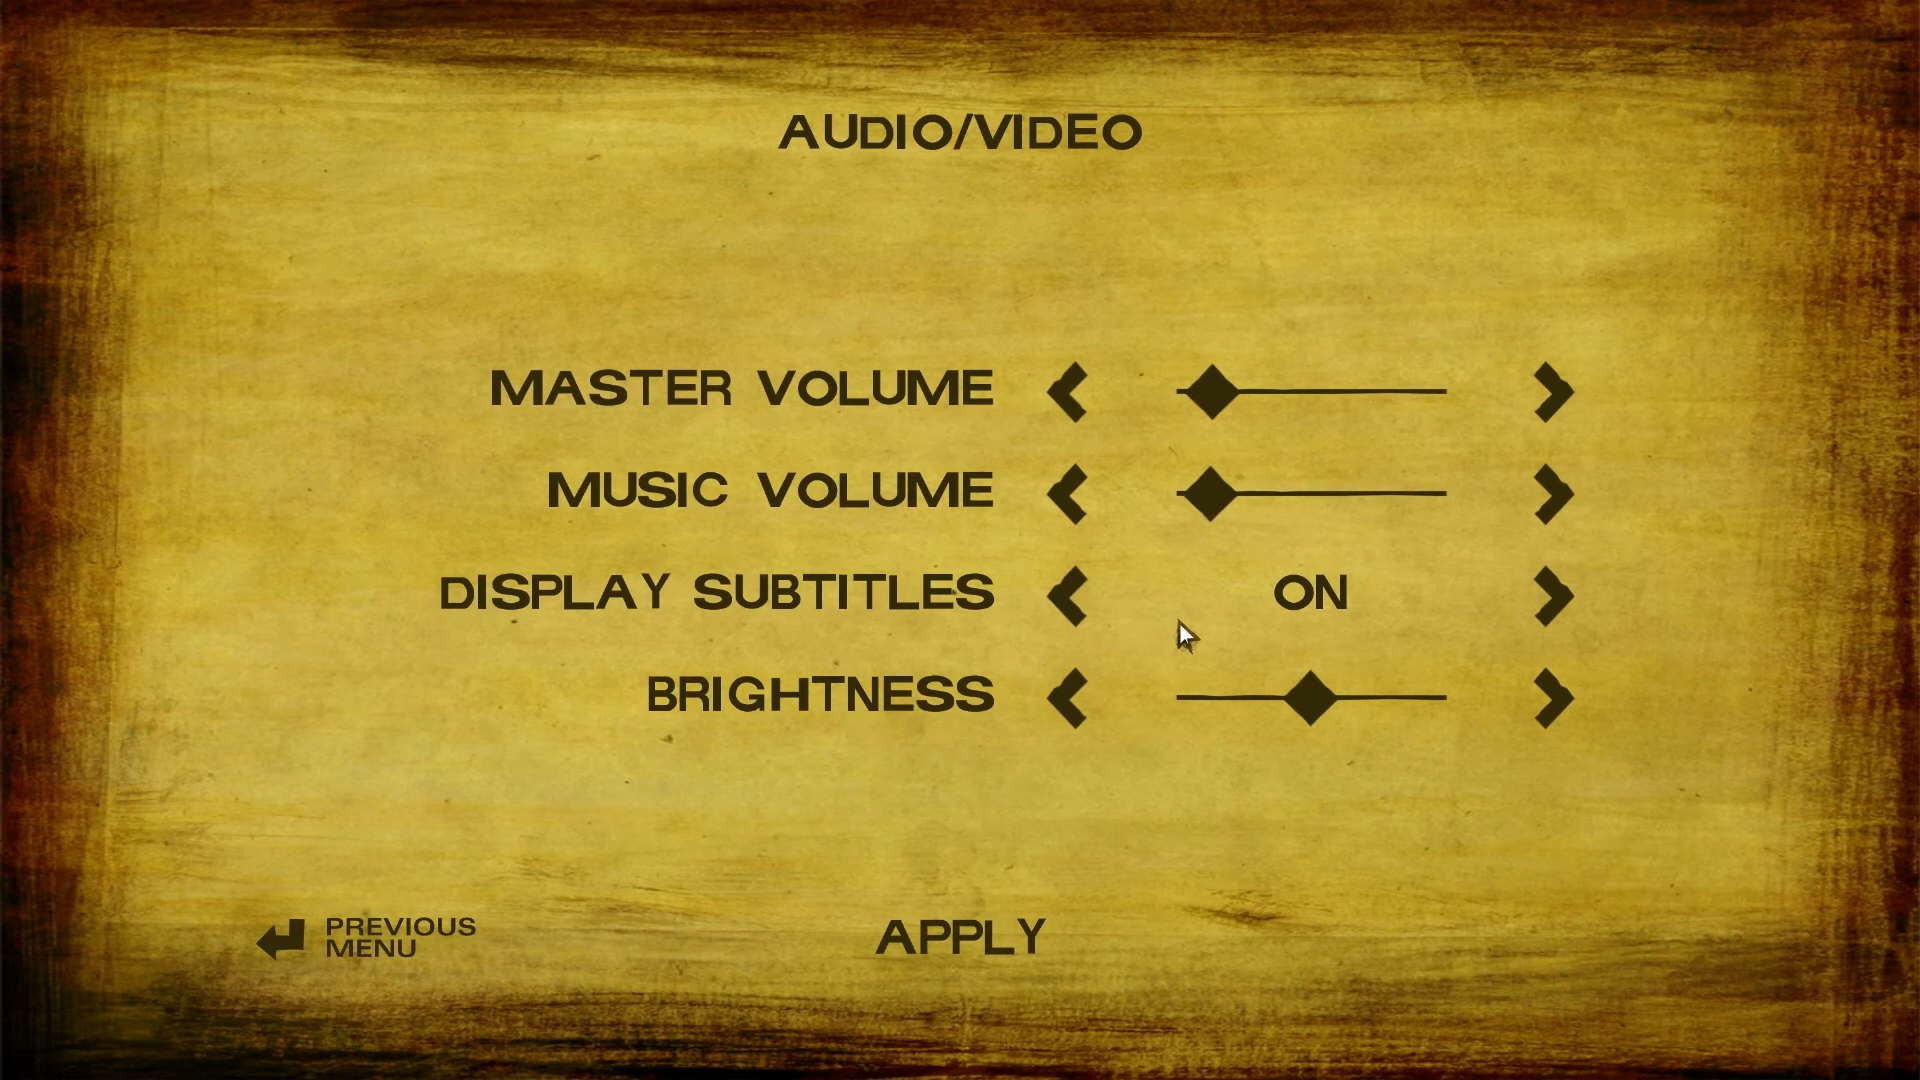 AUDIO/VIDEO
MASTER VOLUME
MUSIC VOLUME
DISPLAY SUBTITLES ON
BRIGHTNESS
PREVIOUS
MENU
APPLY